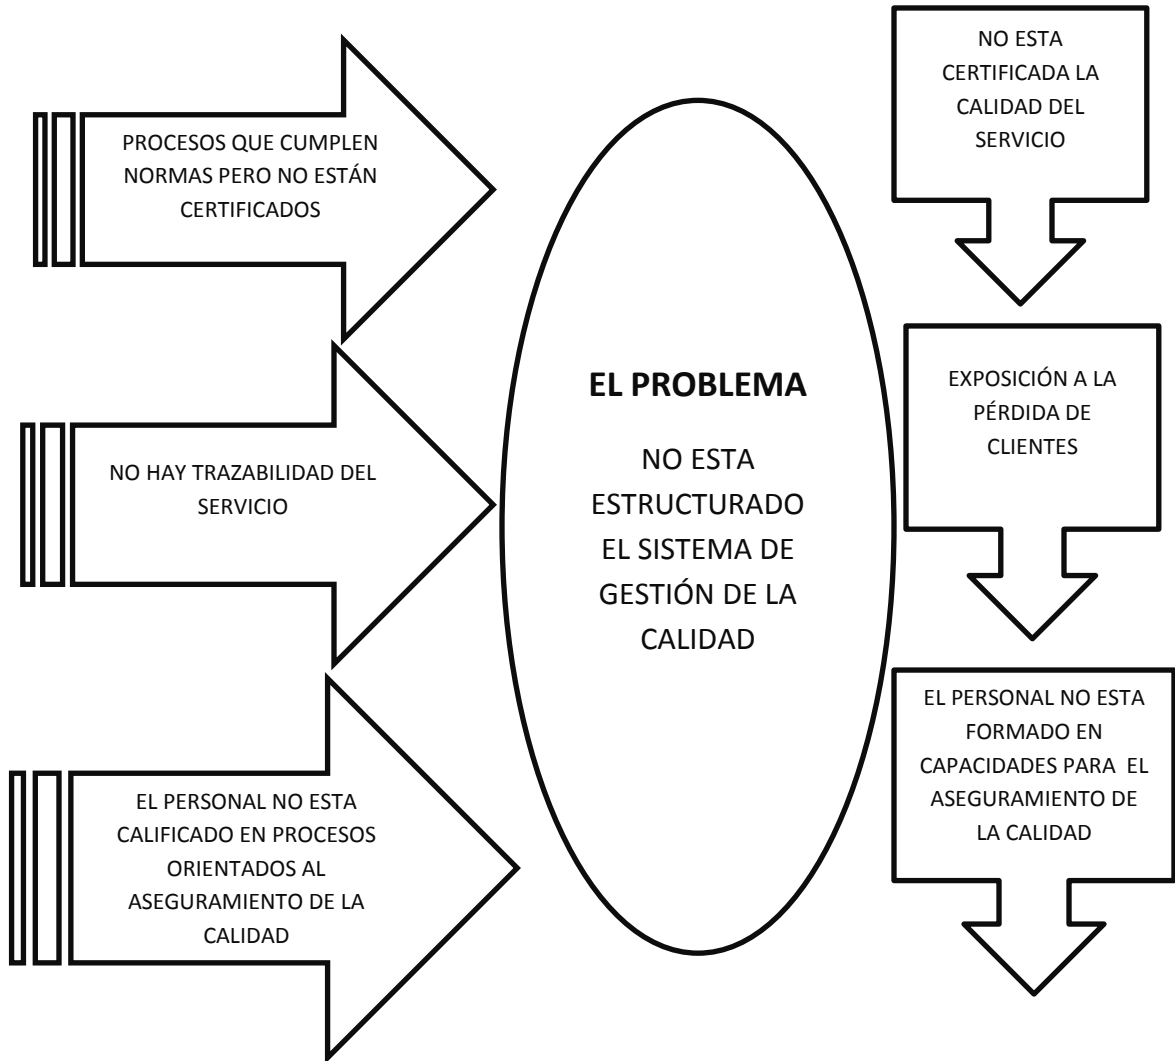 PROCESOS QUE CUMPLEN
NORMAS PERO NO ESTÁN
CERTIFICADOS
NO HAY TRAZABILIDAD DEL
SERVICIO
EL PERSONAL NO ESTA
CALIFICADO EN PROCESOS
ORIENTADOS AL
ASEGURAMIENTO DE LA
CALIDAD
EL PROBLEMA
NO ESTA
ESTRUCTURADO
EL SISTEMA DE
GESTIÓN DE LA
CALIDAD
NO ESTA
CERTIFICADA LA
CALIDAD DEL
SERVICIO
EXPOSICIÓN A LA
PÉRDIDA DE
CLIENTES
EL PERSONAL NO ESTA
FORMADO EN
CAPACIDADES PARA  EL
ASEGURAMIENTO DE
LA CALIDAD